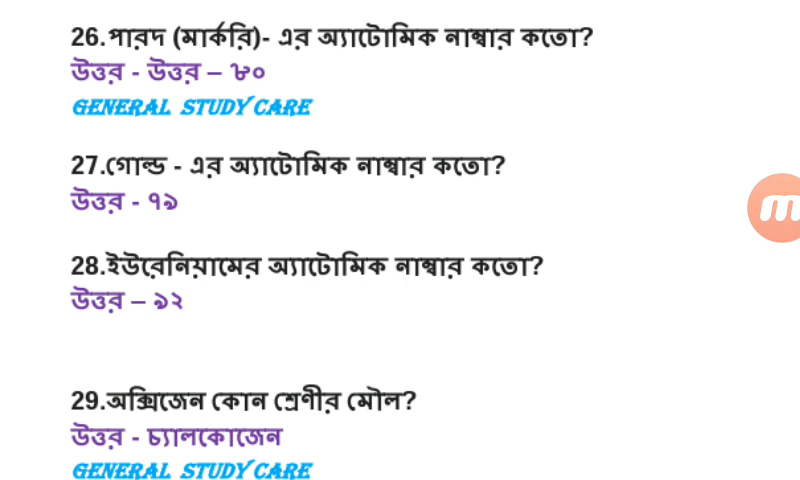 26.পারদ (মার্করি)- এর অ্যাটোমিক নাম্বার কতো?
উত্তর - উত্তর – ৮০
GENERAL STUDY CARE
27.গোল্ড - এর অ্যাটোমিক নাম্বার কতো?
উত্তর - ৭৯
28.ইউরেনিয়ামের অ্যাটোমিক নাম্বার কতো?
উত্তর – ৯২
29.অক্সিজেন কোন শ্রেণীর মৌল?
উত্তর - চ্যালকোজেন
GENERAL STUDY CARE